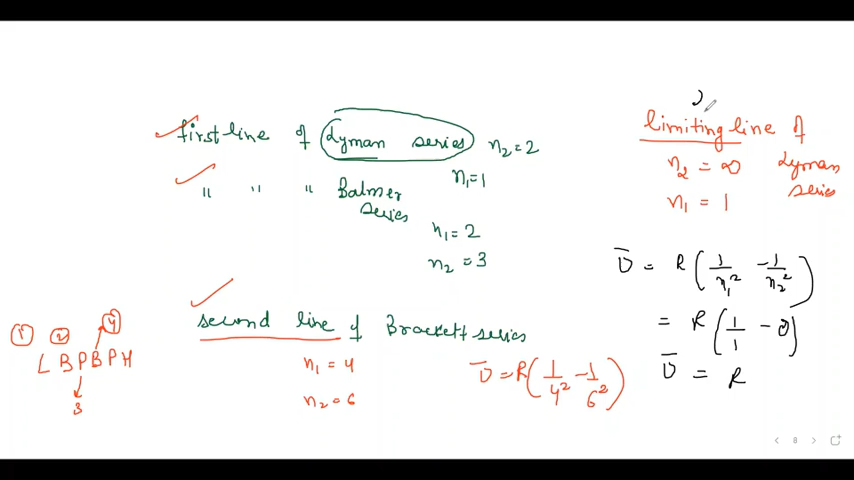 first line of Lyman series n₂ = 2
n₁ = 1
" " " Balmer series
n₁ = 2
n₂ = 3
second line of Brackett series
n₁ = 4
n₂ = 6
ν̅ = R(1/4² - 1/6²)
1 2 4
L B P B P H
3
limiting line of
n₂ = ∞ Lyman series
n₁ = 1
ν̅ = R(1/n₁² - 1/n₂²)
= R(1/1 - 0)
ν̅ = R
8